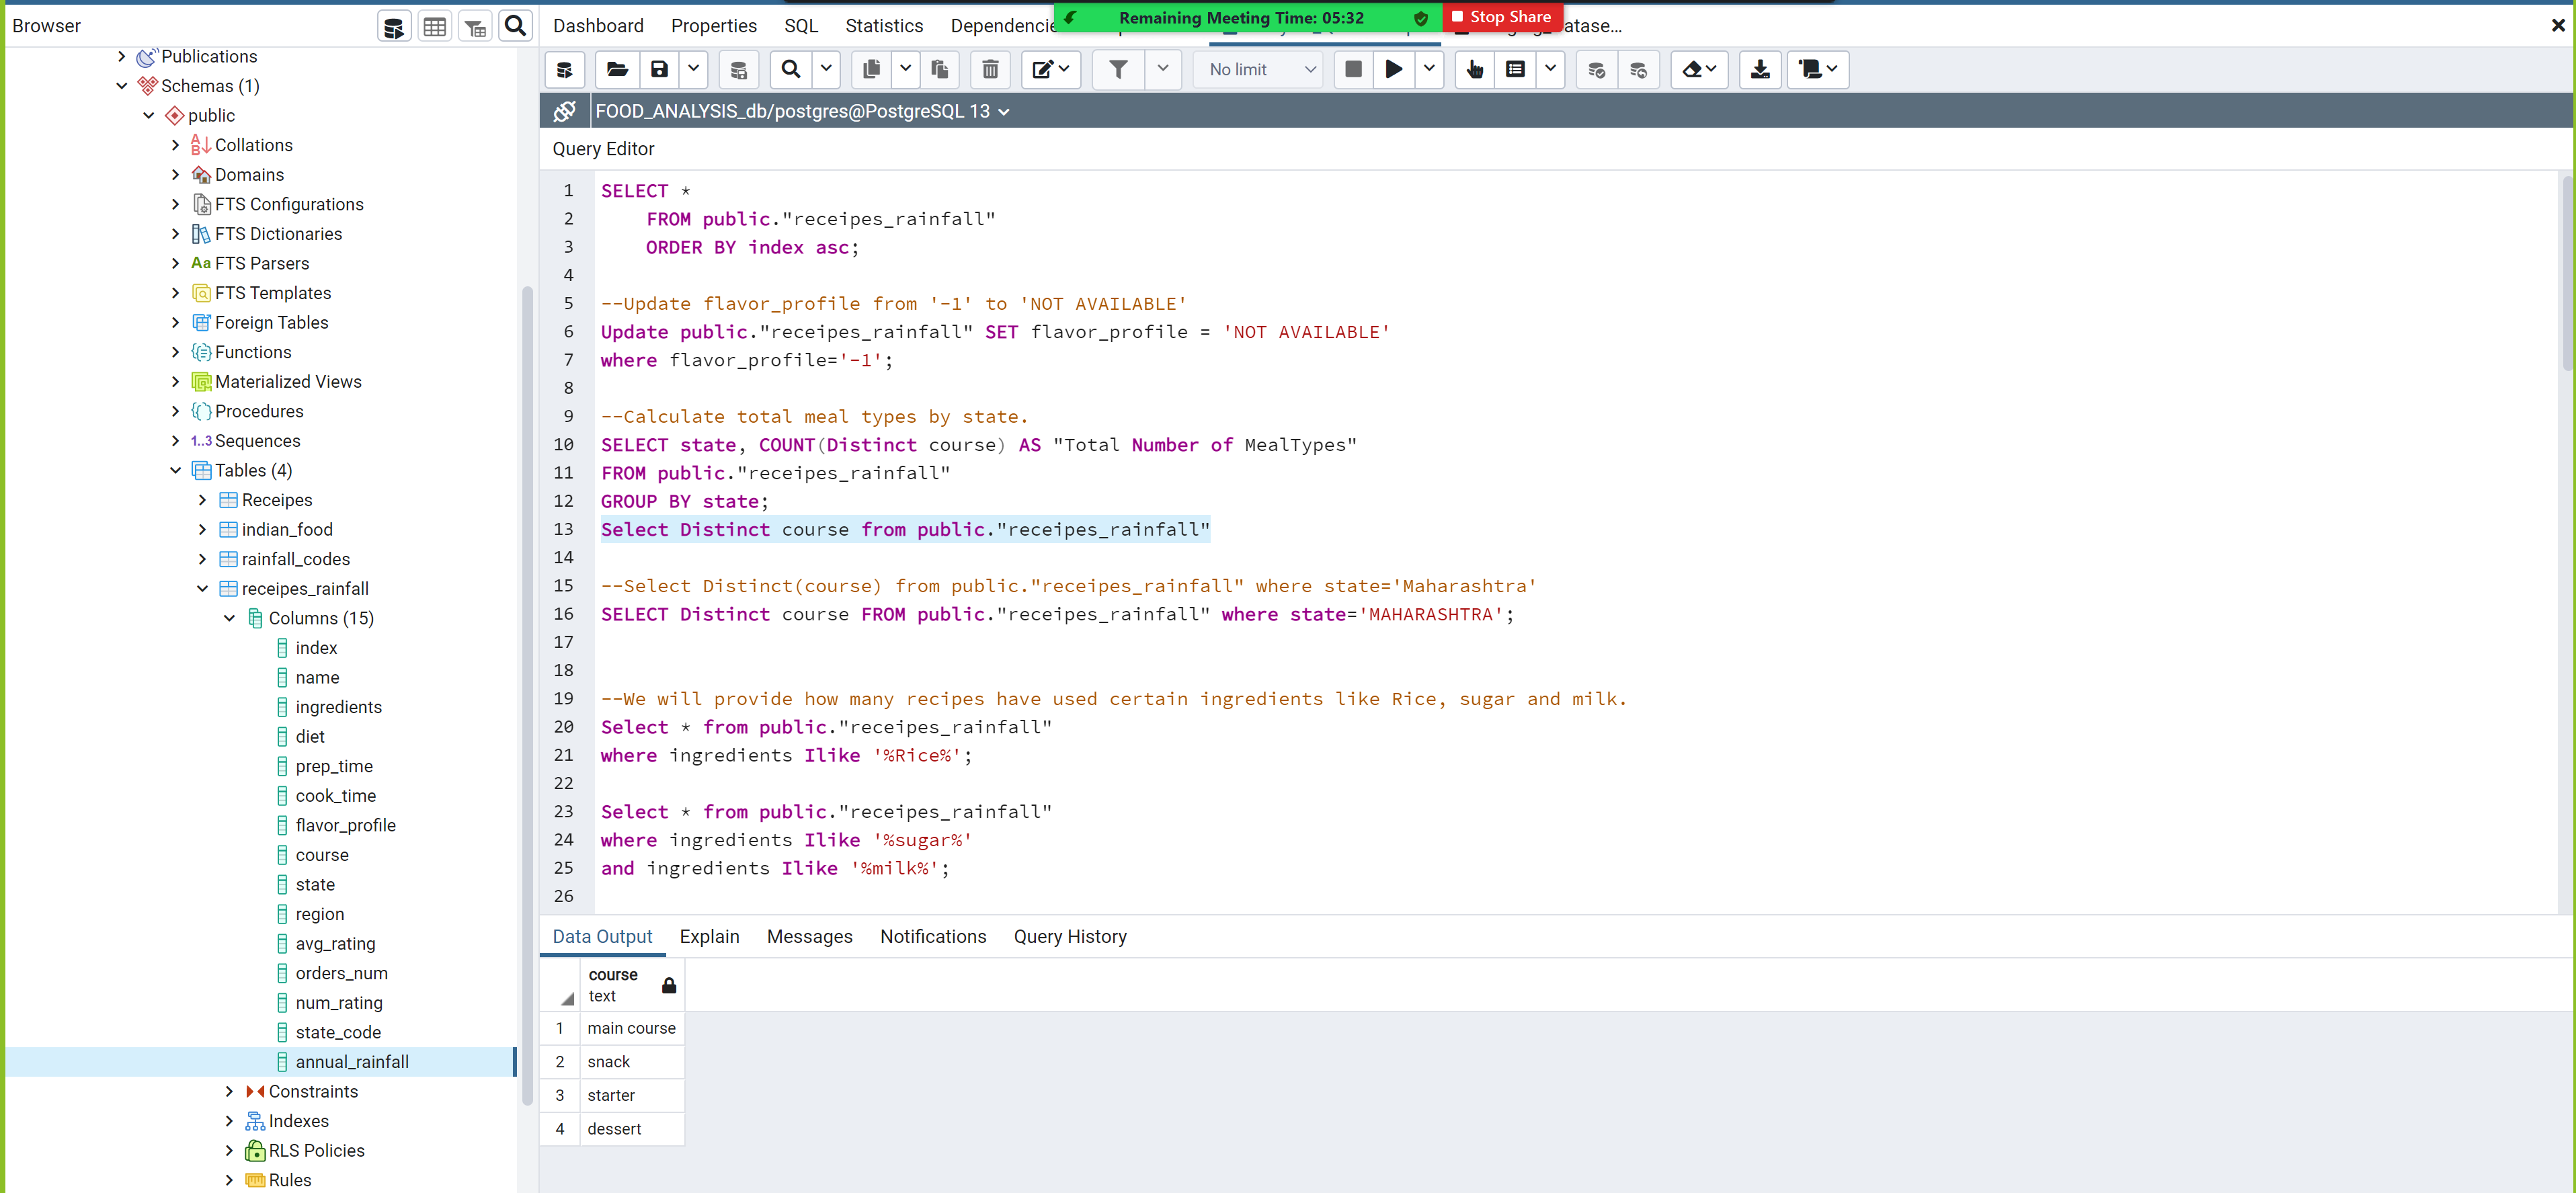 Browser
Publications
Schemas (1)
public
Collations
Domains
FTS Configurations
FTS Dictionaries
Aa FTS Parsers
FTS Templates
Foreign Tables
Functions
Materialized Views
Procedures
1..3 Sequences
Tables (4)
Receipes
indian_food
rainfall_codes
receipes_rainfall
Columns (15)
index
name
ingredients
diet
prep_time
cook_time
flavor_profile
course
state
region
avg_rating
orders_num
num_rating
state_code
annual_rainfall
Constraints
Indexes
RLS Policies
Rules
Dashboard Properties SQL Statistics Dependencie
Remaining Meeting Time: 05:32 Stop Share
atase...
No limit
FOOD_ANALYSIS_db/postgres@PostgreSQL 13
Query Editor
1 SELECT *
2 FROM public."receipes_rainfall"
3 ORDER BY index asc;
4
5 --Update flavor_profile from '-1' to 'NOT AVAILABLE'
6 Update public."receipes_rainfall" SET flavor_profile = 'NOT AVAILABLE'
7 where flavor_profile='-1';
8
9 --Calculate total meal types by state.
10 SELECT state, COUNT(Distinct course) AS "Total Number of MealTypes"
11 FROM public."receipes_rainfall"
12 GROUP BY state;
13 Select Distinct course from public."receipes_rainfall"
14
15 --Select Distinct(course) from public."receipes_rainfall" where state='Maharashtra'
16 SELECT Distinct course FROM public."receipes_rainfall" where state='MAHARASHTRA';
17
18
19 --We will provide how many recipes have used certain ingredients like Rice, sugar and milk.
20 Select * from public."receipes_rainfall"
21 where ingredients Ilike '%Rice%';
22
23 Select * from public."receipes_rainfall"
24 where ingredients Ilike '%sugar%'
25 and ingredients Ilike '%milk%';
26
Data Output Explain Messages Notifications Query History
course
text
1 main course
2 snack
3 starter
4 dessert